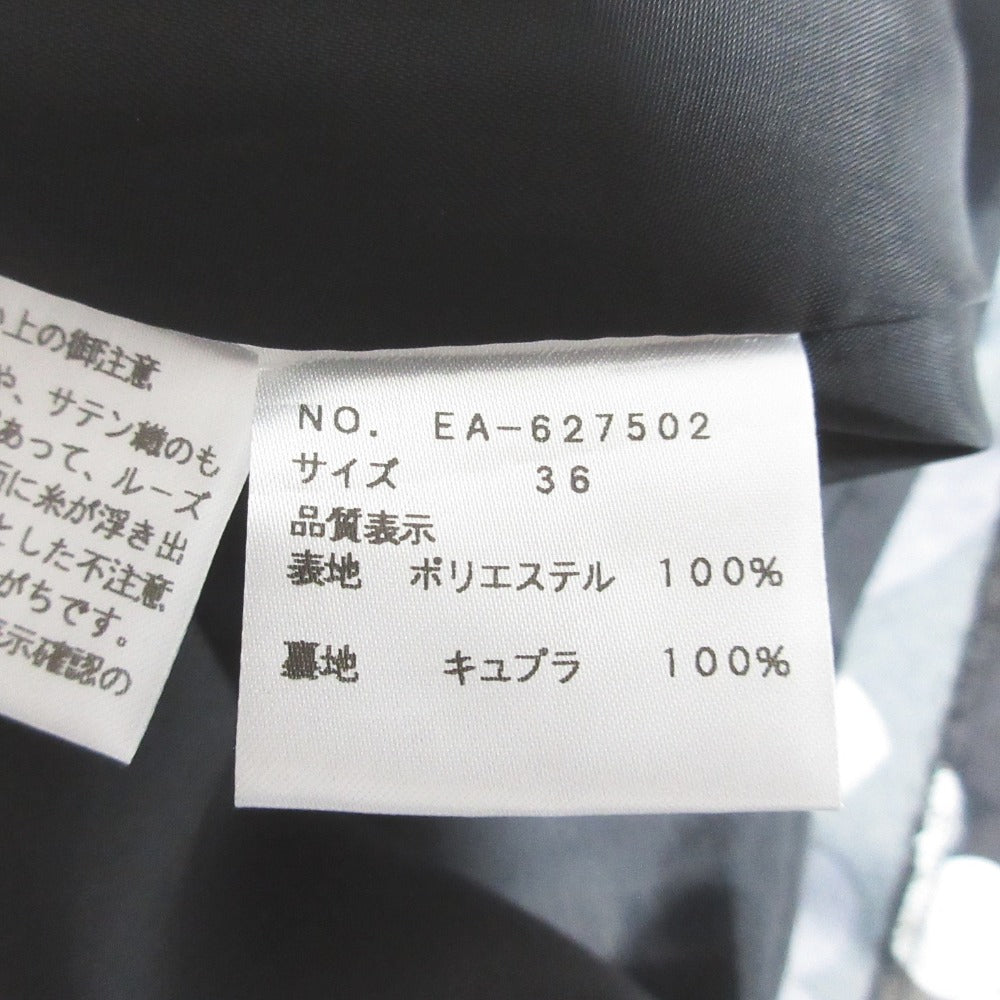 上の御注意
や、サテン織のも
あって、ルーズ
に糸が浮き出
とした不注意
がちです。
示確認の
NO. EA-627502
サイズ 36
品質表示
表地 ポリエステル 100%
裏地 キュプラ 100%